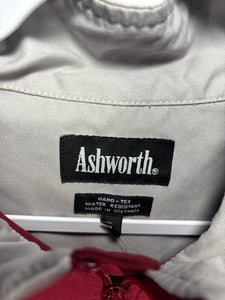 Ashworth®
NANO-TEX
WATER RESISTANT
MADE IN VIETNAM